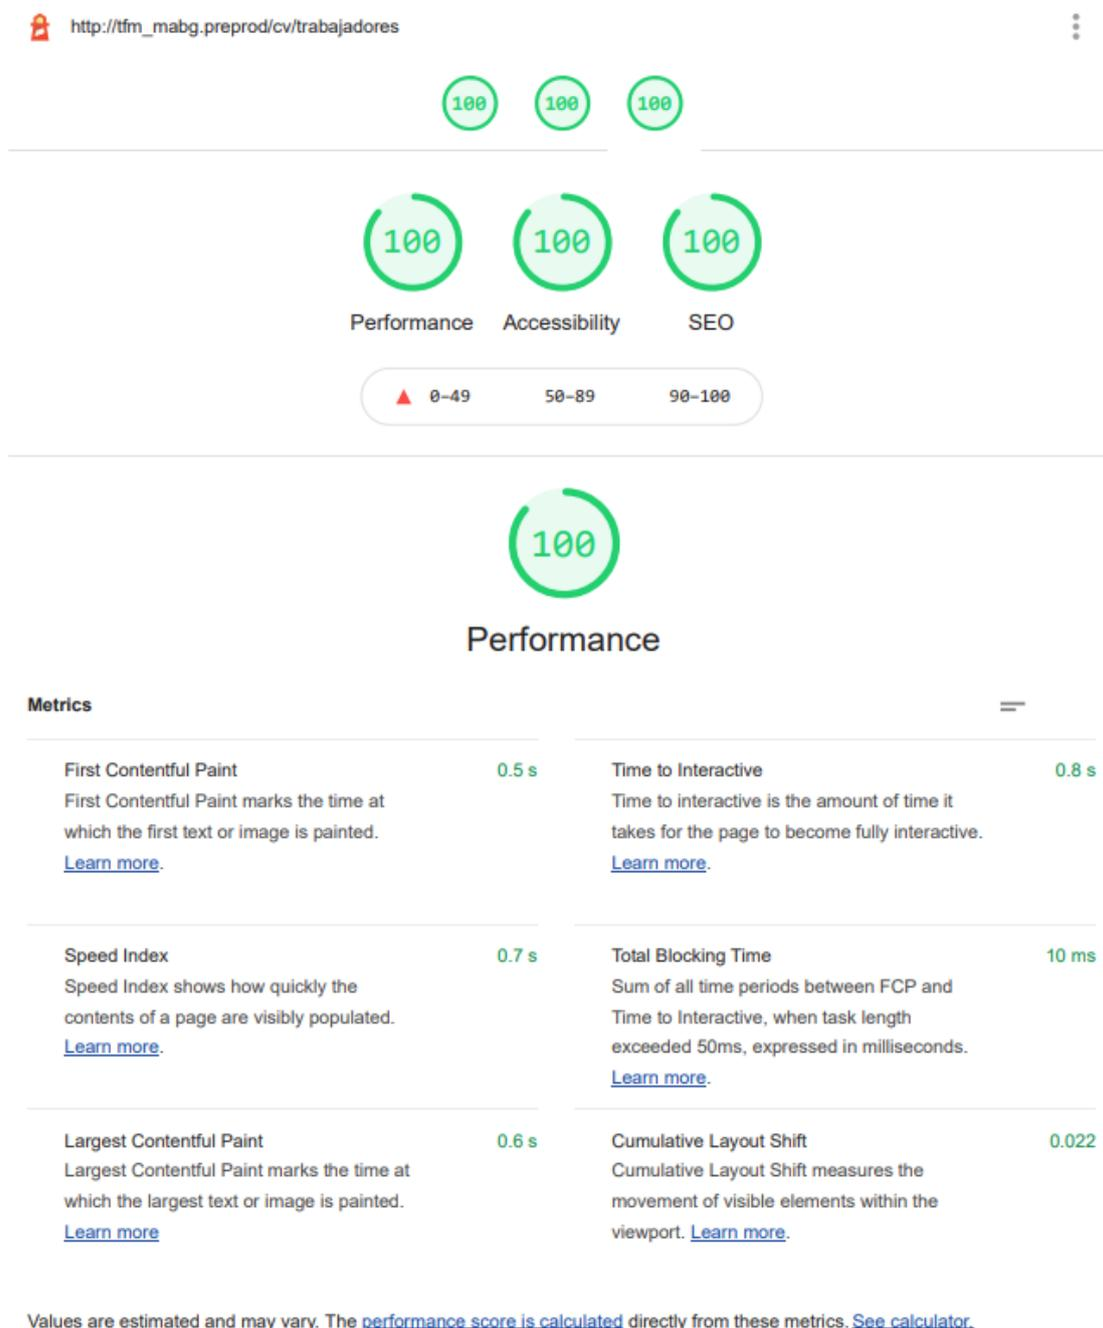 http://tfm_mabg.preprod/cv/trabajadores
100 100 100
100 100 100
Performance Accessibility SEO
0–49 50–89 90–100
100
Performance
Metrics
First Contentful Paint 0.5 s
First Contentful Paint marks the time at
which the first text or image is painted.
Learn more.
Time to Interactive 0.8 s
Time to interactive is the amount of time it
takes for the page to become fully interactive.
Learn more.
Speed Index 0.7 s
Speed Index shows how quickly the
contents of a page are visibly populated.
Learn more.
Total Blocking Time 10 ms
Sum of all time periods between FCP and
Time to Interactive, when task length
exceeded 50ms, expressed in milliseconds.
Learn more.
Largest Contentful Paint 0.6 s
Largest Contentful Paint marks the time at
which the largest text or image is painted.
Learn more
Cumulative Layout Shift 0.022
Cumulative Layout Shift measures the
movement of visible elements within the
viewport. Learn more.
Values are estimated and may vary. The performance score is calculated directly from these metrics. See calculator.